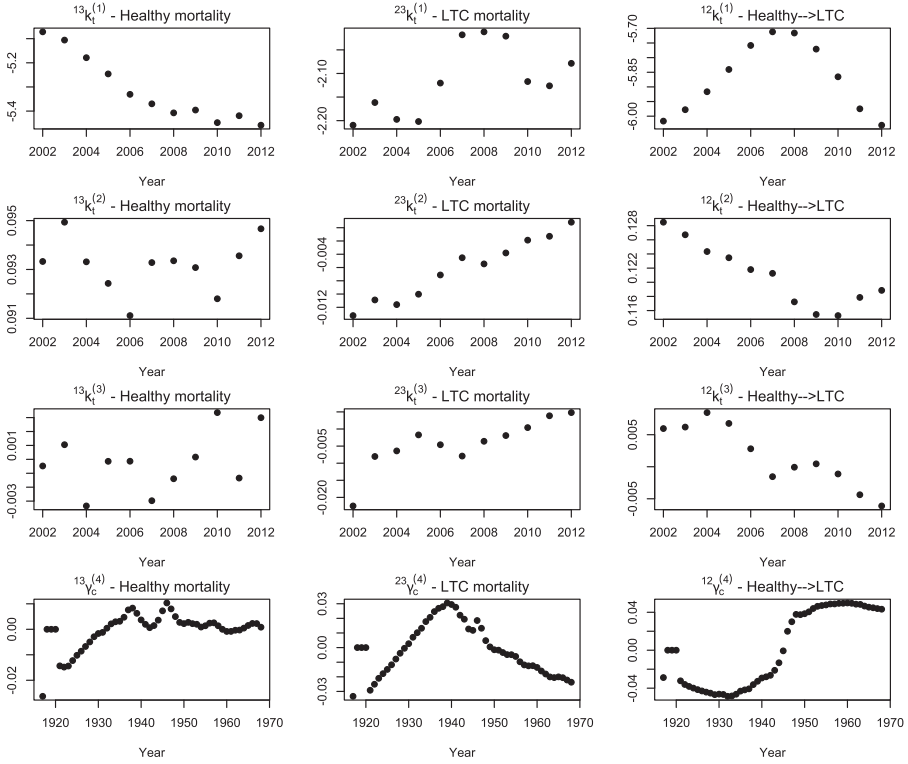 ¹³kₜ⁽¹⁾ - Healthy mortality
-5.2
-5.4
2002 2004 2006 2008 2010 2012
Year
²³kₜ⁽¹⁾ - LTC mortality
-2.10
-2.20
2002 2004 2006 2008 2010 2012
Year
¹²kₜ⁽¹⁾ - Healthy-->LTC
-5.70
-5.85
-6.00
2002 2004 2006 2008 2010 2012
Year
¹³kₜ⁽²⁾ - Healthy mortality
0.095
0.093
0.091
2002 2004 2006 2008 2010 2012
Year
²³kₜ⁽²⁾ - LTC mortality
-0.004
-0.012
2002 2004 2006 2008 2010 2012
Year
¹²kₜ⁽²⁾ - Healthy-->LTC
0.128
0.122
0.116
2002 2004 2006 2008 2010 2012
Year
¹³kₜ⁽³⁾ - Healthy mortality
0.001
-0.003
2002 2004 2006 2008 2010 2012
Year
²³kₜ⁽³⁾ - LTC mortality
-0.005
-0.020
2002 2004 2006 2008 2010 2012
Year
¹²kₜ⁽³⁾ - Healthy-->LTC
0.005
-0.005
2002 2004 2006 2008 2010 2012
Year
¹³γ_c⁽⁴⁾ - Healthy mortality
0.00
-0.02
1920 1930 1940 1950 1960 1970
Year
²³γ_c⁽⁴⁾ - LTC mortality
0.03
0.00
-0.03
1920 1930 1940 1950 1960 1970
Year
¹²γ_c⁽⁴⁾ - Healthy-->LTC
0.04
0.00
-0.04
1920 1930 1940 1950 1960 1970
Year